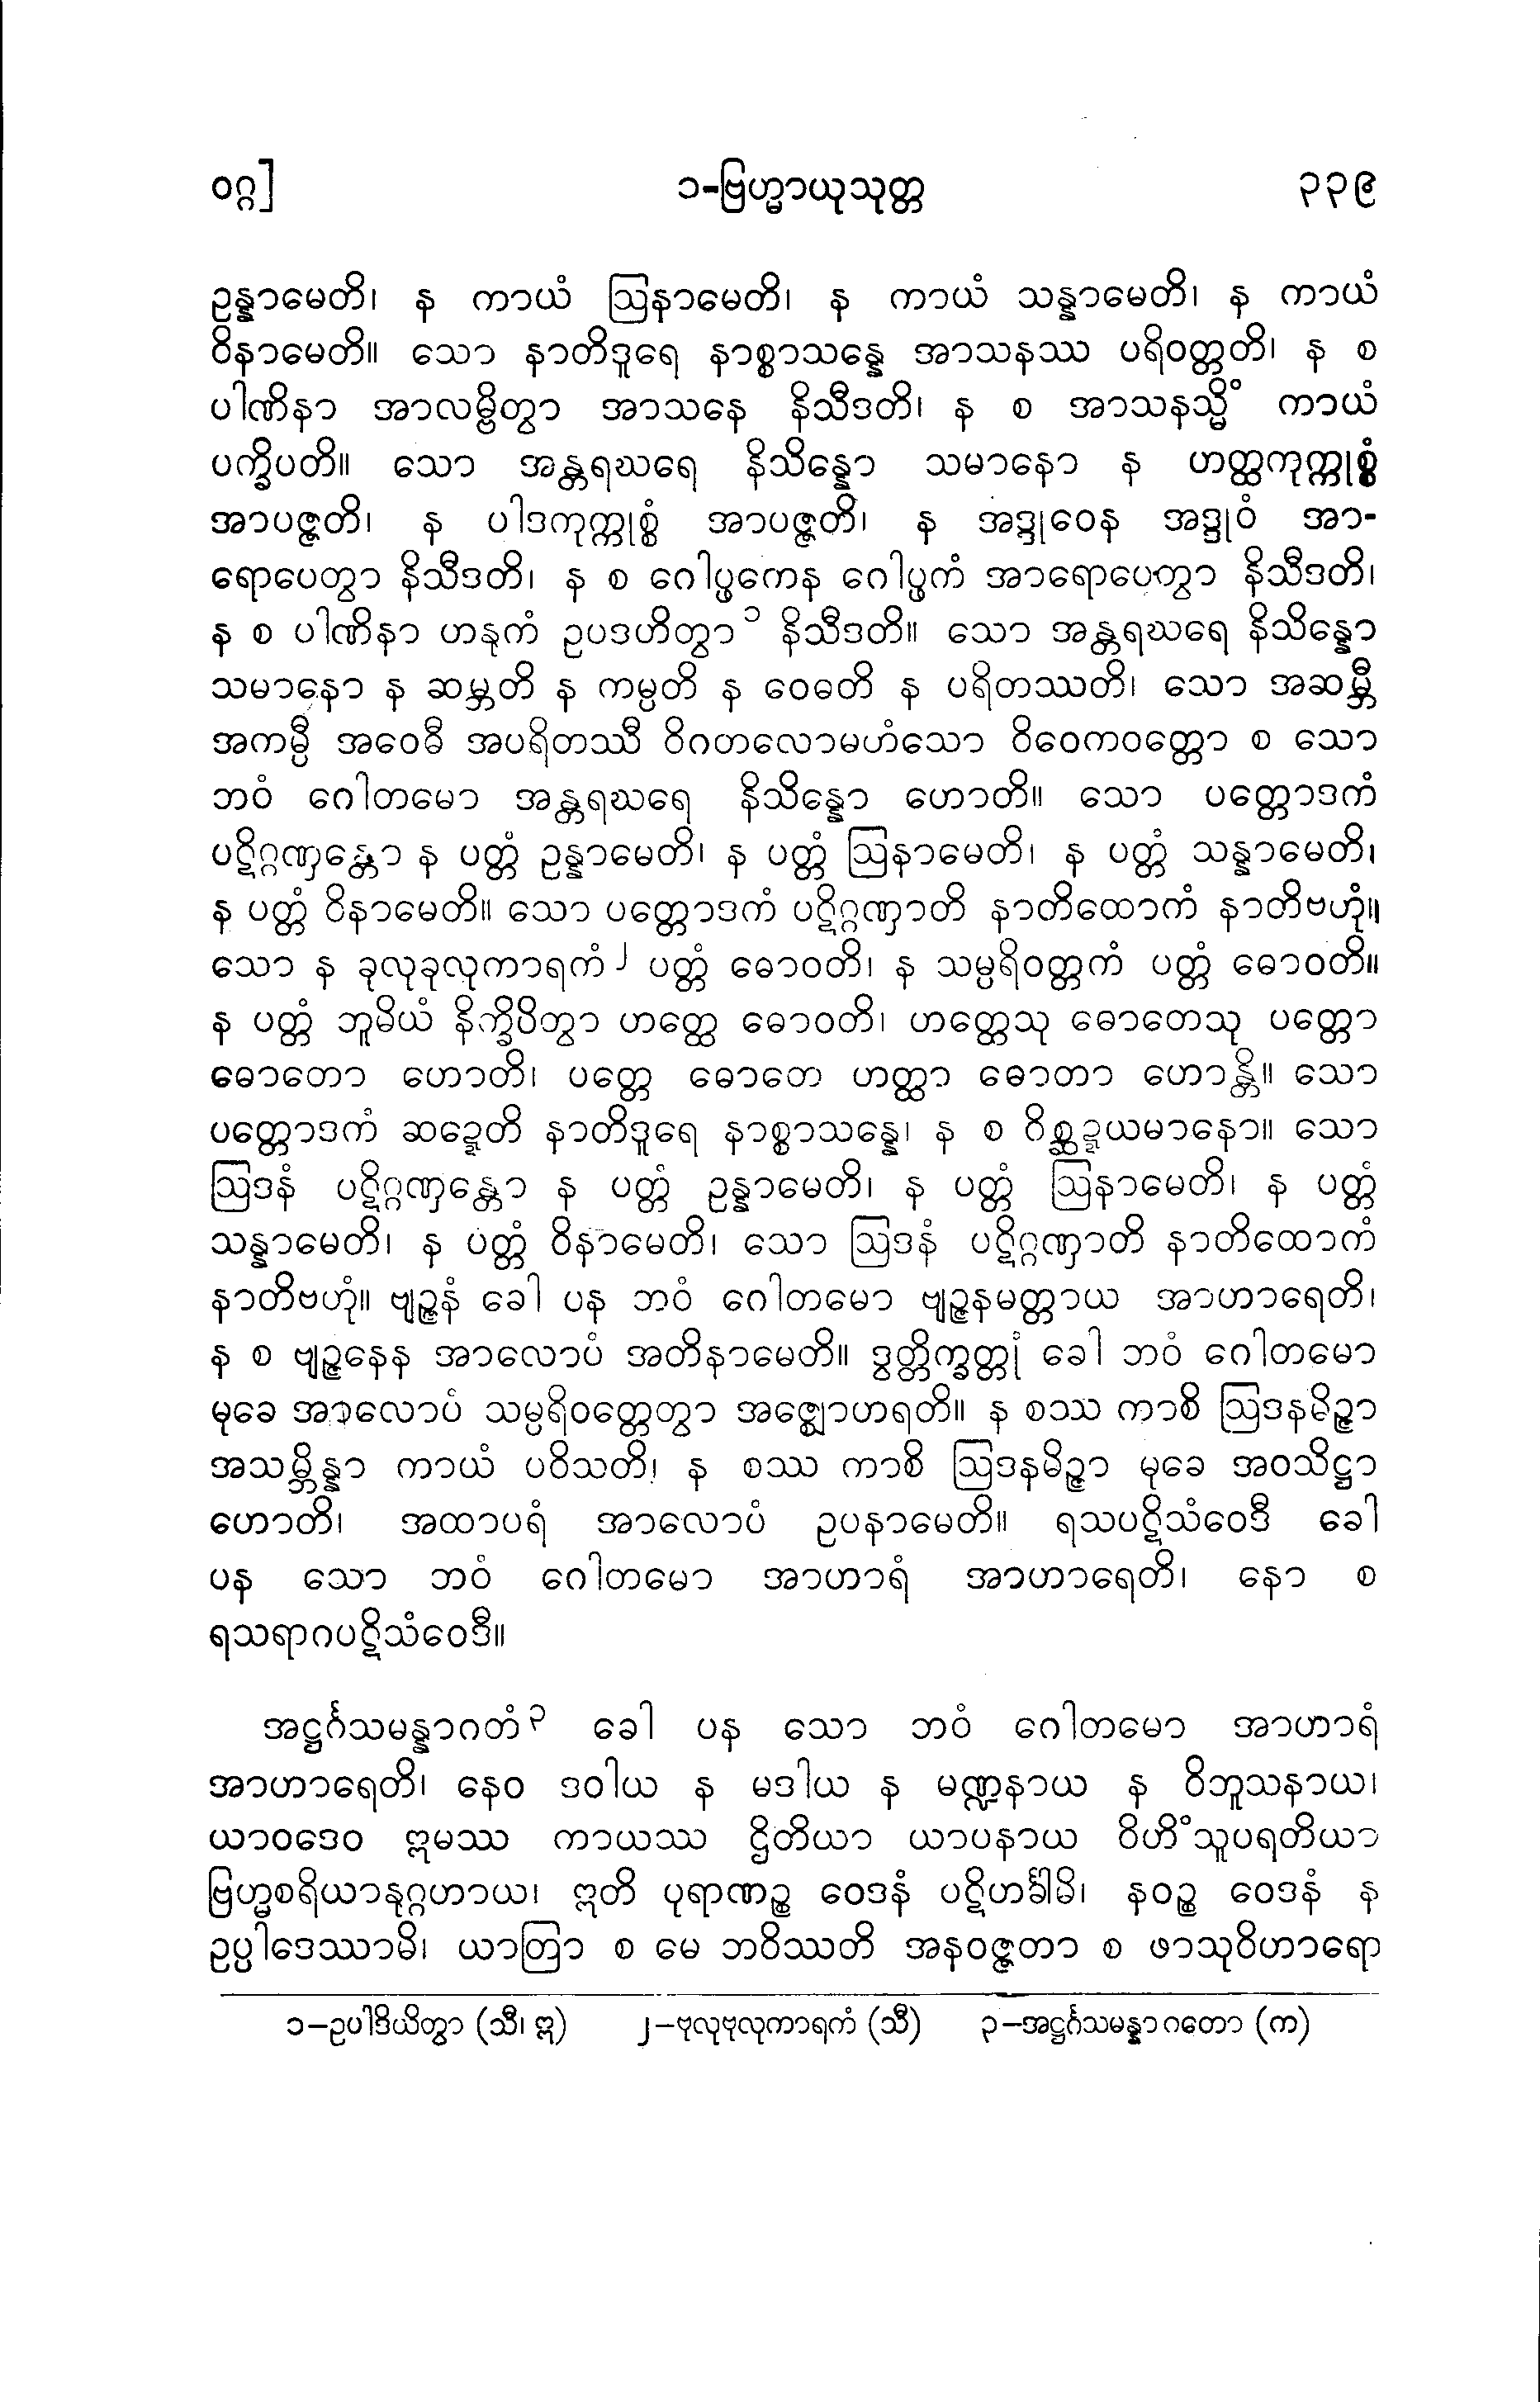 ဝဂ္ဂ] ၁-ဗြဟ္မာယုသုတ္တ ၃၃၉
ဥန္နာမေတိ၊ န ကာယံ ဩနာမေတိ၊ န ကာယံ သန္နာမေတိ၊ န ကာယံ
ဝိနာမေတိ။ သော နာတိဒူရေ နာစ္စာသန္နေ အာသနဿ ပရိဝတ္တတိ၊ န စ
ပါဏိနာ အာလမ္ဗိတွာ အာသနေ နိသီဒတိ၊ န စ အာသနသ္မိံ ကာယံ
ပက္ခိပတိ။ သော အန္တရဃရေ နိသိန္နော သမာနော န ဟတ္ထကုက္ကုစ္စံ
အာပဇ္ဇတိ၊ န ပါဒကုက္ကုစ္စံ အာပဇ္ဇတိ၊ န အဒ္ဒုဝေန အဒ္ဒုဝံ အာ-
ရောပေတွာ နိသီဒတိ၊ န စ ဂေါပ္ဖကေန ဂေါပ္ဖကံ အာရောပေတွာ နိသီဒတိ၊
န စ ပါဏိနာ ဟနုကံ ဥပဒဟိတွာ ၁ နိသီဒတိ။ သော အန္တရဃရေ နိသိန္နော
သမာနော န ဆမ္ဘတိ န ကမ္ပတိ န ဝေဓတိ န ပရိတဿတိ၊ သော အဆမ္ဘီ
အကမ္ပီ အဝေဓီ အပရိတဿီ ဝိဂတလောမဟံသော ဝိဝေကဝတ္တော စ သော
ဘဝံ ဂေါတမော အန္တရဃရေ နိသိန္နော ဟောတိ။ သော ပတ္တောဒကံ
ပဋိဂ္ဂဏှန္တော န ပတ္တံ ဥန္နာမေတိ၊ န ပတ္တံ ဩနာမေတိ၊ န ပတ္တံ သန္နာမေတိ၊
န ပတ္တံ ဝိနာမေတိ။ သော ပတ္တောဒကံ ပဋိဂ္ဂဏှာတိ နာတိထောကံ နာတိဗဟုံ။
သော န ခုလုခုလုကာရကံ ၂ ပတ္တံ ဓောဝတိ၊ န သမ္ပရိဝတ္တကံ ပတ္တံ ဓောဝတိ။
န ပတ္တံ ဘူမိယံ နိက္ခိပိတွာ ဟတ္ထေ ဓောဝတိ၊ ဟတ္ထေသု ဓောတေသု ပတ္တော
ဓောတော ဟောတိ၊ ပတ္တေ ဓောတေ ဟတ္ထာ ဓောတာ ဟောန္တိ။ သော
ပတ္တောဒကံ ဆဍ္ဍေတိ နာတိဒူရေ နာစ္စာသန္နေ၊ န စ ဝိစ္ဆဍ္ဍယမာနော။ သော
ဩဒနံ ပဋိဂ္ဂဏှန္တော န ပတ္တံ ဥန္နာမေတိ၊ န ပတ္တံ ဩနာမေတိ၊ န ပတ္တံ
သန္နာမေတိ၊ န ပတ္တံ ဝိနာမေတိ၊ သော ဩဒနံ ပဋိဂ္ဂဏှာတိ နာတိထောကံ
နာတိဗဟုံ။ ဗျဉ္ဇနံ ခေါ ပန ဘဝံ ဂေါတမော ဗျဉ္ဇနမတ္တာယ အာဟာရေတိ၊
န စ ဗျဉ္ဇနေန အာလောပံ အတိနာမေတိ။ ဒွတ္တိက္ခတ္တုံ ခေါ ဘဝံ ဂေါတမော
မုခေ အာလောပံ သမ္ပရိဝတ္တေတွာ အဇ္ဈောဟရတိ။ န စဿ ကာစိ ဩဒနမိဉ္ဇာ
အသမ္ဘိန္နာ ကာယံ ပဝိသတိ၊ န စဿ ကာစိ ဩဒနမိဉ္ဇာ မုခေ အဝသိဋ္ဌာ
ဟောတိ၊ အထာပရံ အာလောပံ ဥပနာမေတိ။ ရသပဋိသံဝေဒီ ခေါ
ပန သော ဘဝံ ဂေါတမော အာဟာရံ အာဟာရေတိ၊ နော စ
ရသရာဂပဋိသံဝေဒီ။
အဋ္ဌင်္ဂသမန္နာဂတံ ၃ ခေါ ပန သော ဘဝံ ဂေါတမော အာဟာရံ
အာဟာရေတိ၊ နေဝ ဒဝါယ န မဒါယ န မဏ္ဍနာယ န ဝိဘူသနာယ၊
ယာဝဒေဝ ဣမဿ ကာယဿ ဌိတိယာ ယာပနာယ ဝိဟိံသူပရတိယာ
ဗြဟ္မစရိယာနုဂ္ဂဟာယ၊ ဣတိ ပုရာဏဉ္စ ဝေဒနံ ပဋိဟင်္ခါမိ၊ နဝဉ္စ ဝေဒနံ န
ဥပ္ပါဒေဿာမိ၊ ယာတြာ စ မေ ဘဝိဿတိ အနဝဇ္ဇတာ စ ဖာသုဝိဟာရော
၁–ဥပါဒိယိတွာ (သီ၊ ဣ) ၂–ဗုလုဗုလုကာရကံ (သီ) ၃–အဋ္ဌင်္ဂသမန္နာဂတော (က)